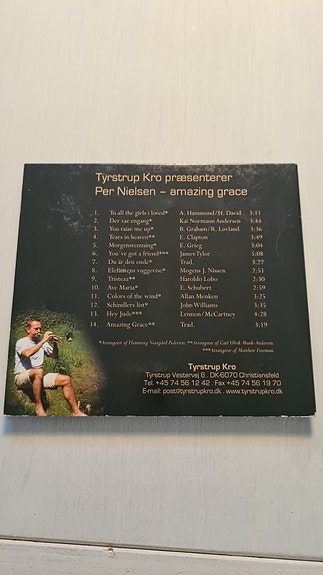 Tyrstrup Kro præsenterer
Per Nielsen – amazing grace
1. To all the girls i loved* A. Hammond/H. David 3:11
2. Der var engang* Kai Normann Andersen 3:44
3. You raise me up* B. Graham/R. Lovland 3:36
4. Tears in heaven** E. Clapton 3:49
5. Morgenstemning* E. Grieg 3:04
6. You´ve got a friend*** James Tylor 5:08
7. Du är den ende* Trad. 3:27
8. Elefantens vuggevise* Mogens J. Nissen 2:51
9. Tristeza** Haroldo Lobo 2:30
10. Ave Maria* E. Schubert 2:59
11. Colors of the wind* Allan Menken 3:25
12. Schindlers list* John Williams 3:35
13. Hey Jude*** Lennon/McCartney 4:28
14. Amazing Grace** Trad. 3:19
*Arrangeret af Flemming Neergård Pedersen. **Arrangeret af Carl Ulrik Munk-Andersen.
***Arrangeret af Matthew Foreman.
Tyrstrup Kro
Tyrstrup Vestervej 6 . DK-6070 Christiansfeld
Tel. +45 74 56 12 42 . Fax +45 74 56 19 70
E-mail: post@tyrstrupkro.dk . www.tyrstrupkro.dk